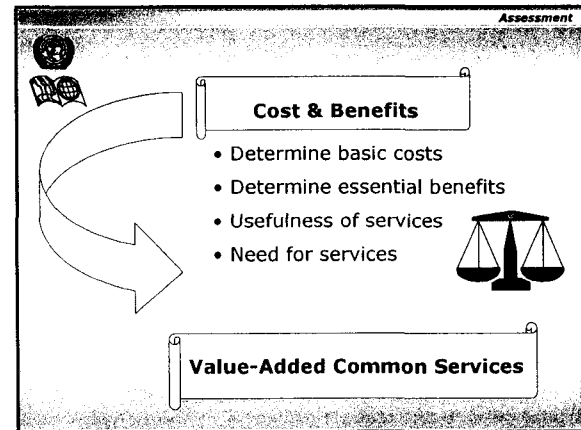 Assessment
Cost & Benefits
• Determine basic costs
• Determine essential benefits
• Usefulness of services
• Need for services
Value-Added Common Services